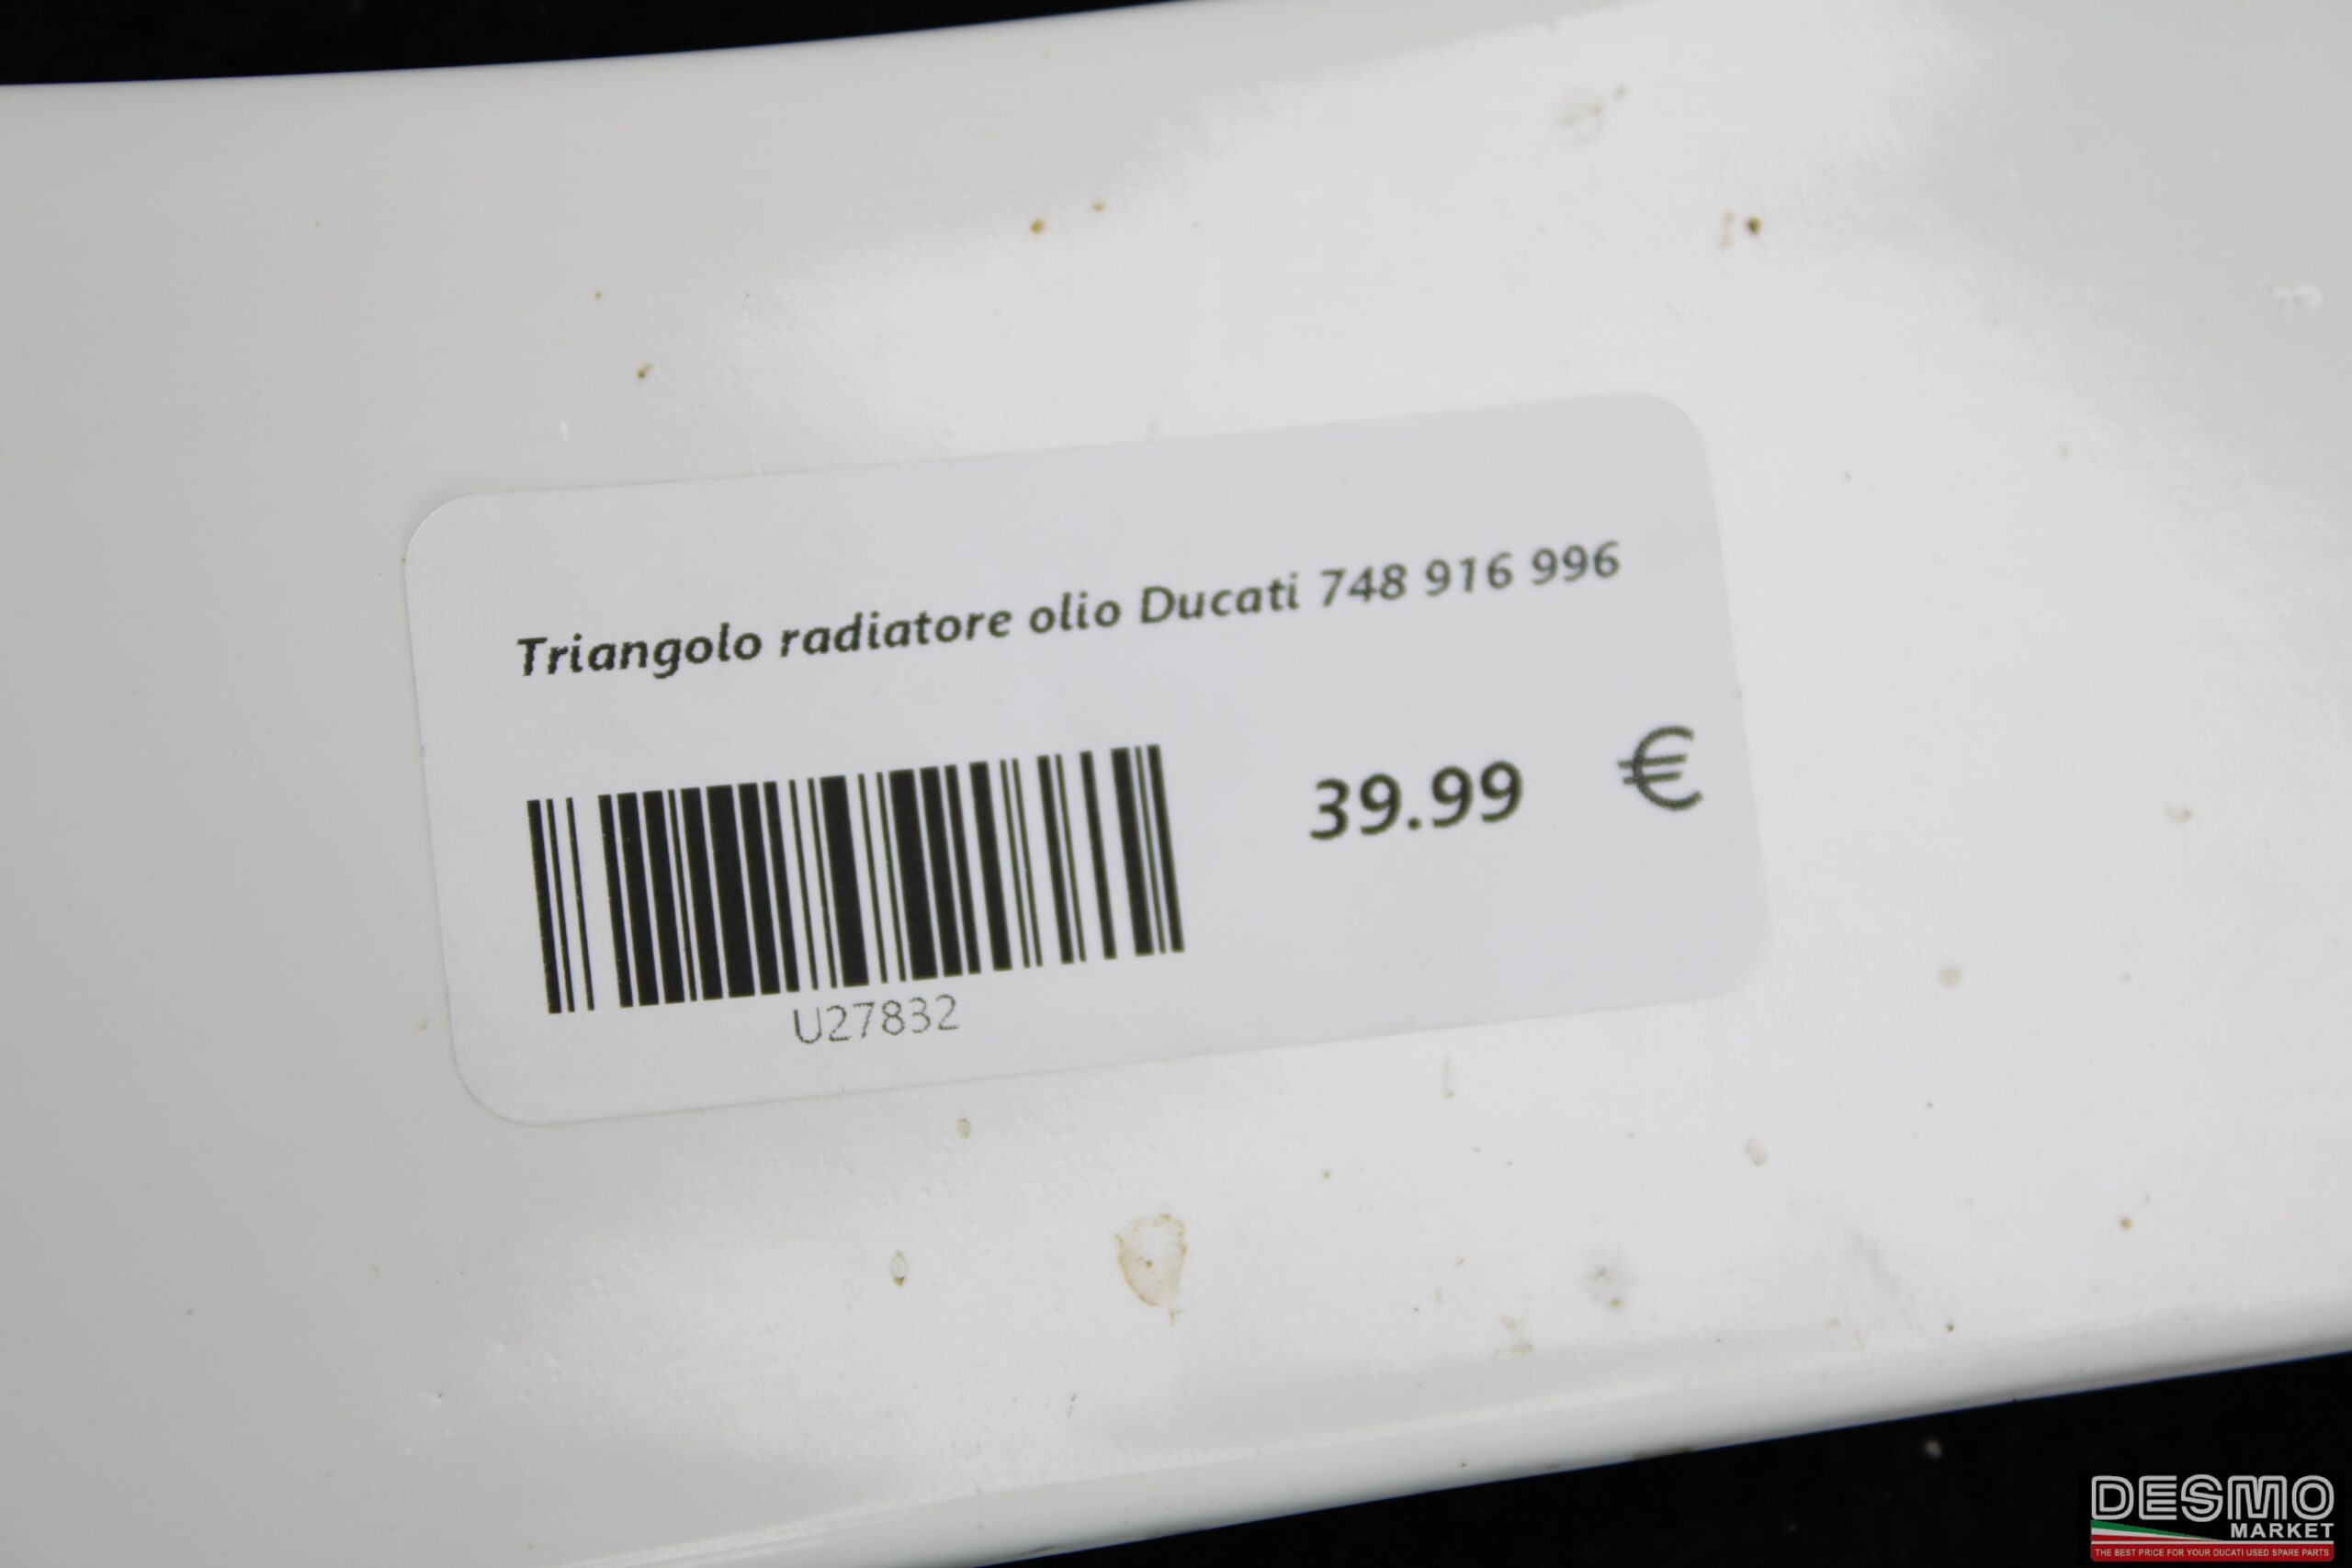 Triangolo radiatore olio Ducati 748 916 996
39.99 €
U27832
DESMO
MARKET
THE BEST PRICE FOR YOUR DUCATI USED SPARE PARTS